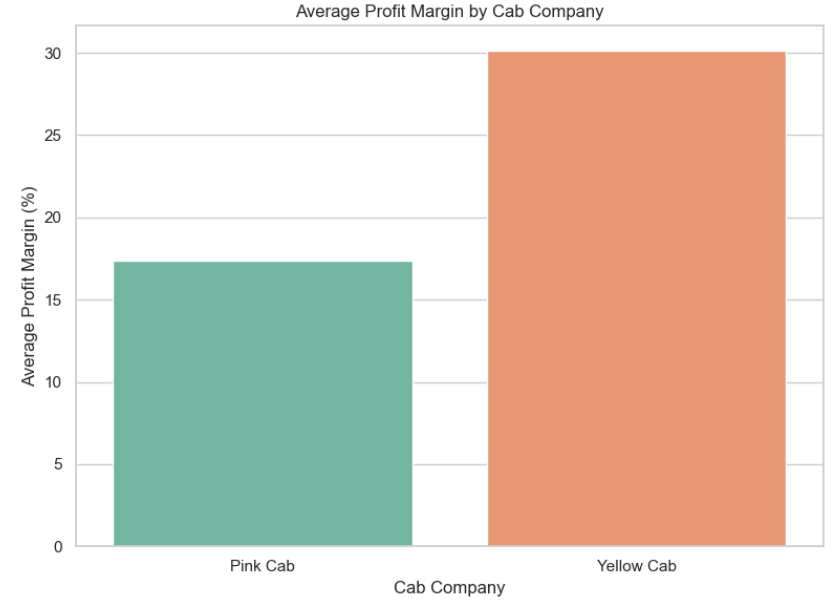 Average Profit Margin by Cab Company
30
25
20
15
10
5
0
Average Profit Margin (%)
Pink Cab
Yellow Cab
Cab Company